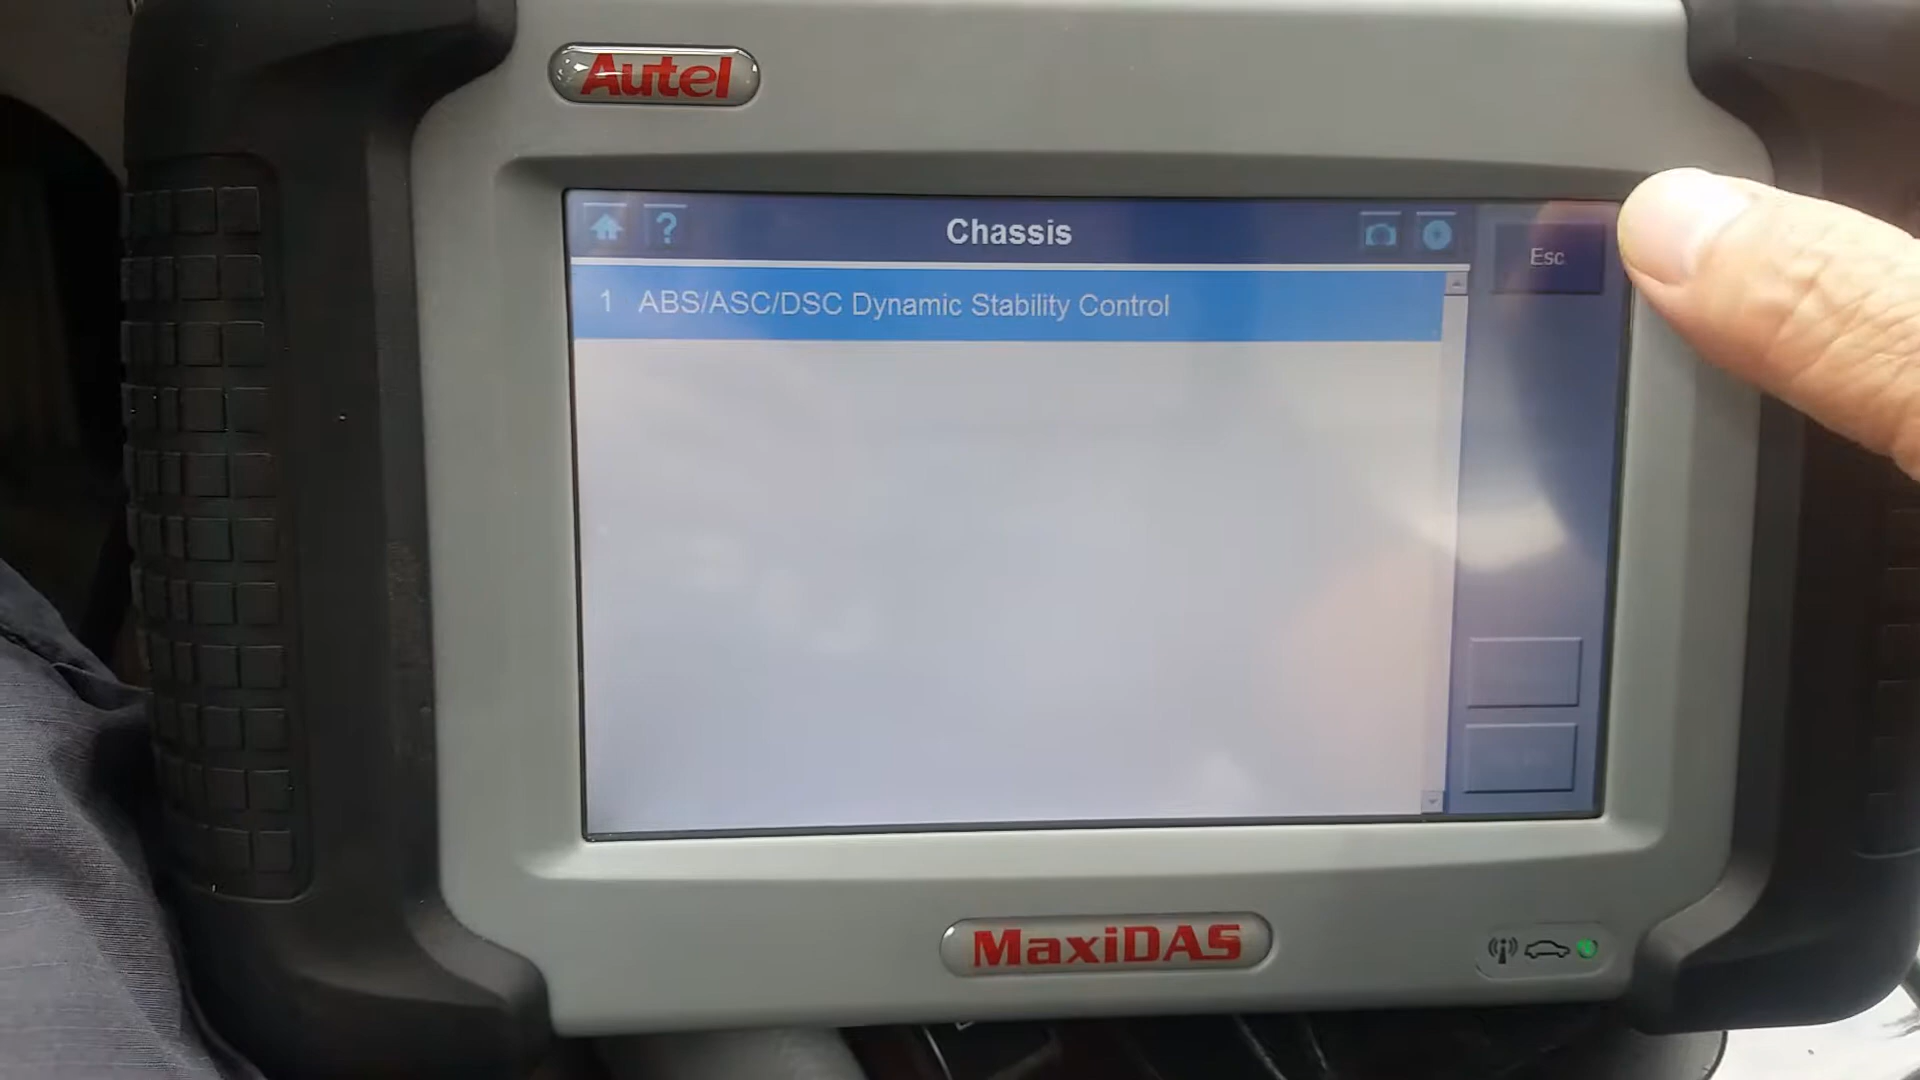 Autel
?
Chassis
Esc
1 ABS/ASC/DSC Dynamic Stability Control
MaxiDAS